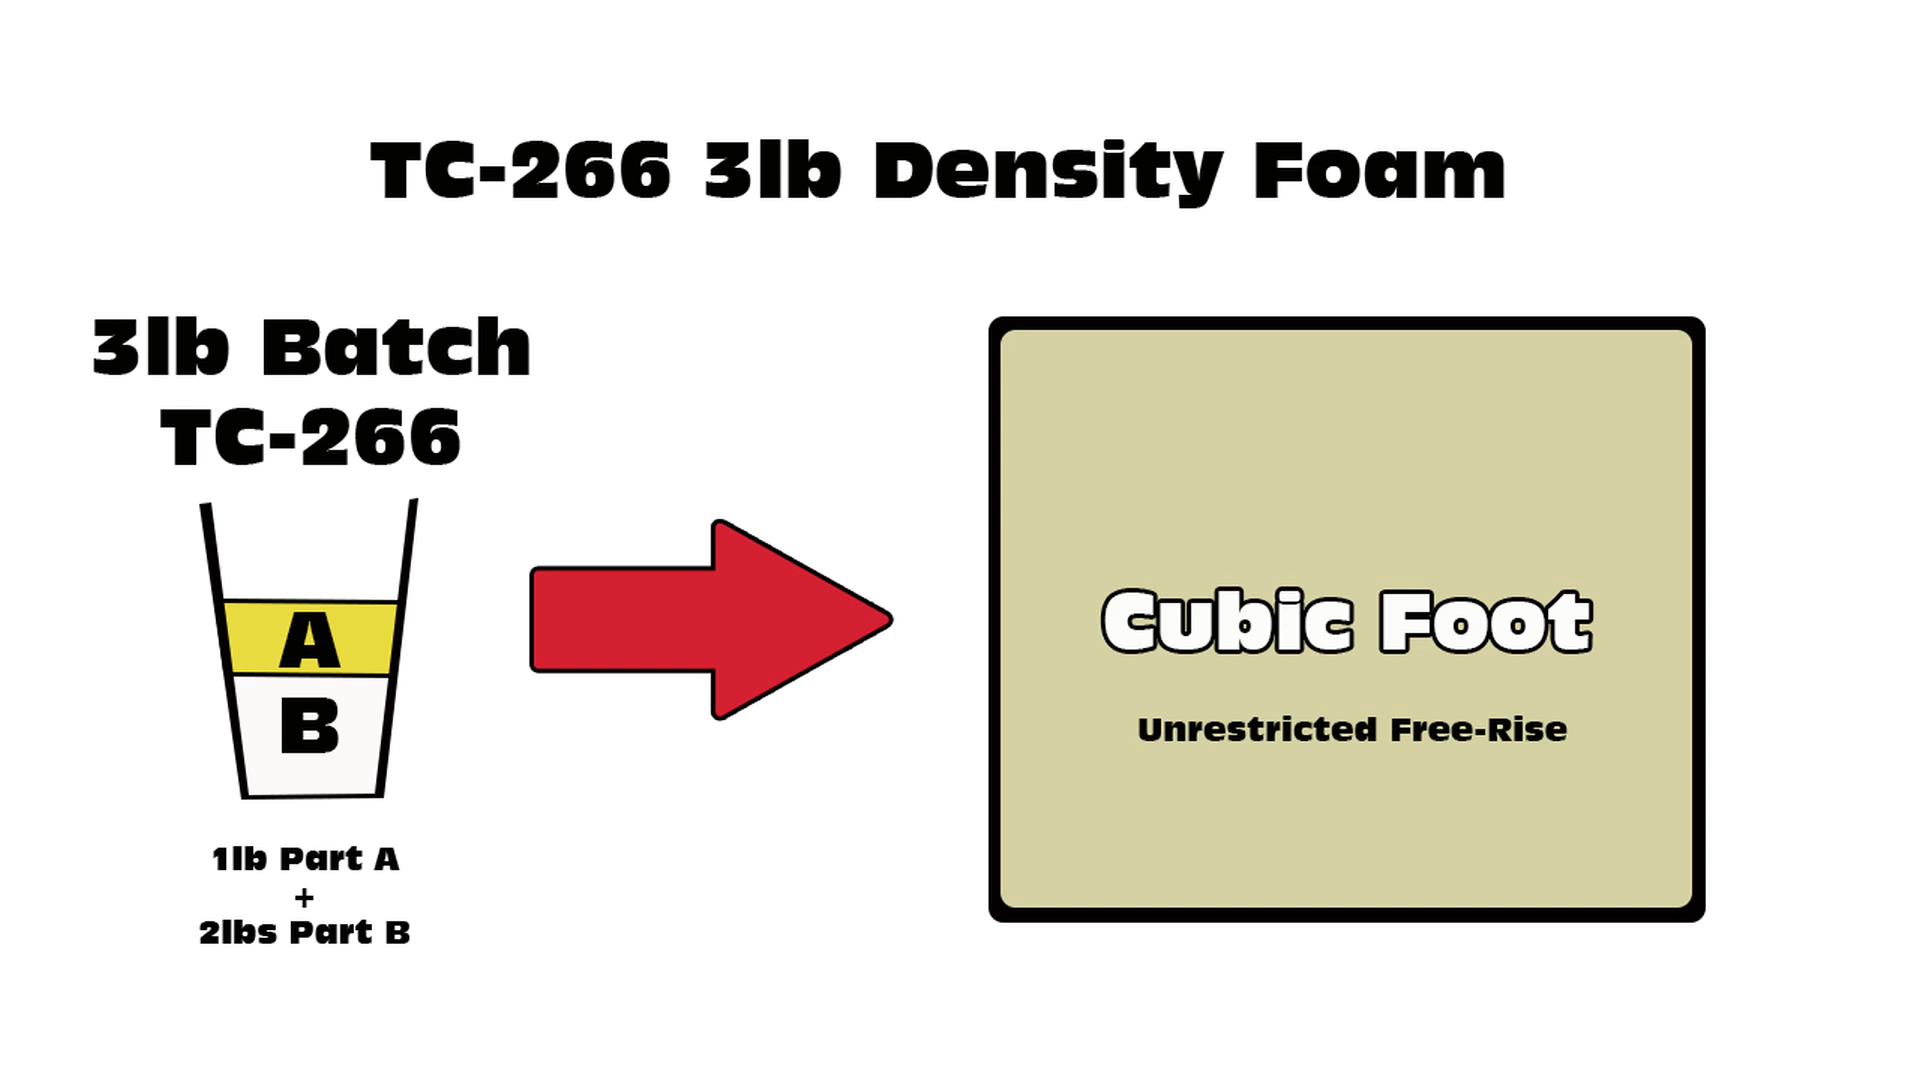 TC-266 3lb Density Foam
3lb Batch
TC-266
A
B
1lb Part A
+
2lbs Part B
Cubic Foot
Unrestricted Free-Rise